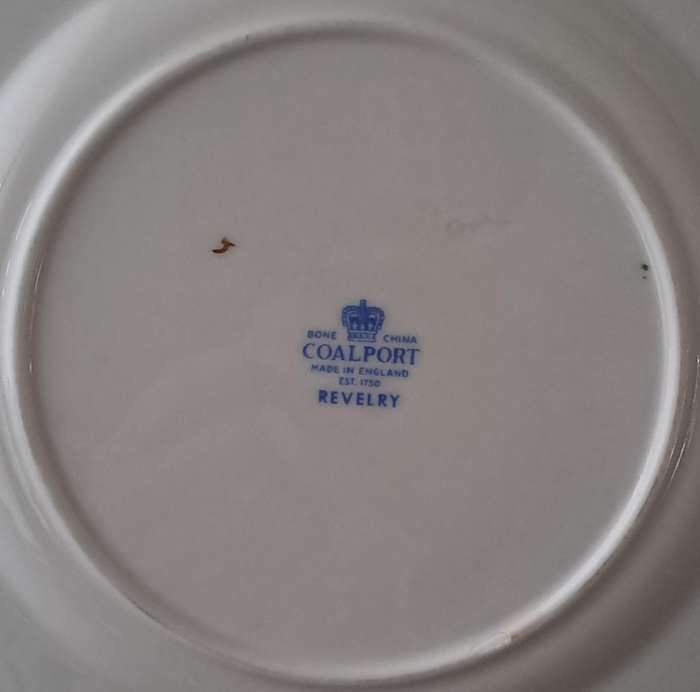 BONE CHINA
COALPORT
MADE IN ENGLAND
EST. 1750
REVELRY